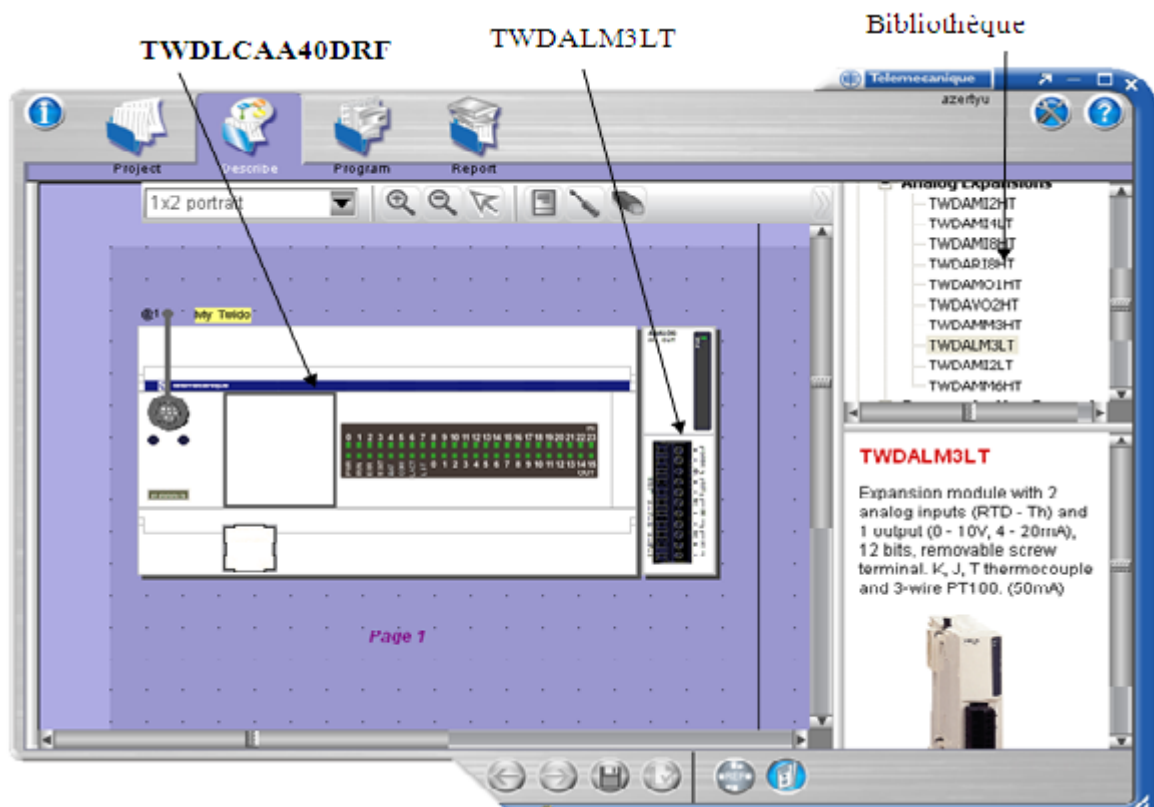 TWDLCAA40DRF
TWDALM3LT
Bibliothèque
Telemecanique
azertyu
Project
Describe
Program
Report
1x2 portrait
Analog Expansions
TWDAMI2HT
TWDAMI4LT
TWDAMI8HT
TWDARI8HT
TWDAMO1HT
TWDAVO2HT
TWDAMM3HT
TWDALM3LT
TWDAMI2LT
TWDAMM6HT
My Twido
Telemecanique
IN
0 1 2 3 4 5 6 7 8 9 10 11 12 13 14 15 16 17 18 19 20 21 22 23
0 1 2 3 4 5 6 7 8 9 10 11 12 13 14 15
OUT
Page 1
TWDALM3LT
Expansion module with 2
analog inputs (RTD - Th) and
1 output (0 - 10V, 4 - 20mA),
12 bits, removable screw
terminal. K, J, T thermocouple
and 3-wire PT100. (50mA)